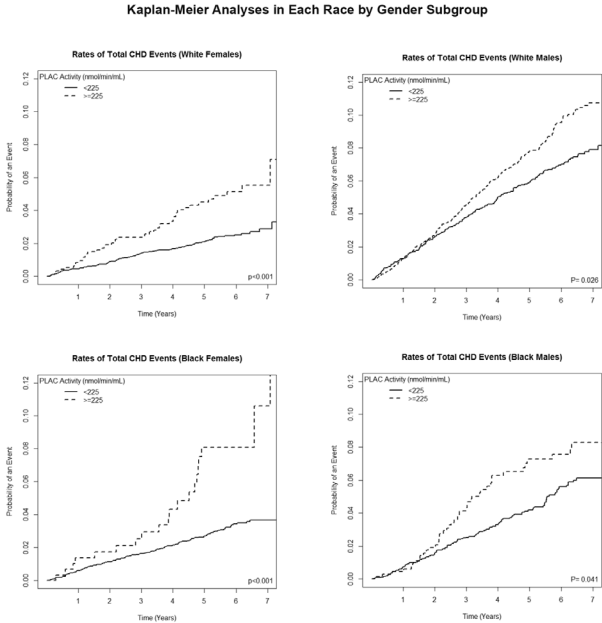 Kaplan-Meier Analyses in Each Race by Gender Subgroup
Rates of Total CHD Events (White Females)
PLAC Activity (nmol/min/mL)
<225
>=225
Probability of an Event
0.00 0.02 0.04 0.06 0.08 0.10 0.12
p<0.001
1 2 3 4 5 6 7
Time (Years)
Rates of Total CHD Events (White Males)
PLAC Activity (nmol/min/mL)
<225
>=225
Probability of an Event
0.00 0.02 0.04 0.06 0.08 0.10 0.12
P= 0.026
1 2 3 4 5 6 7
Time (Years)
Rates of Total CHD Events (Black Females)
PLAC Activity (nmol/min/mL)
<225
>=225
Probability of an Event
0.00 0.02 0.04 0.06 0.08 0.10 0.12
p<0.001
1 2 3 4 5 6 7
Time (Years)
Rates of Total CHD Events (Black Males)
PLAC Activity (nmol/min/mL)
<225
>=225
Probability of an Event
0.00 0.02 0.04 0.06 0.08 0.10 0.12
P= 0.041
1 2 3 4 5 6 7
Time (Years)